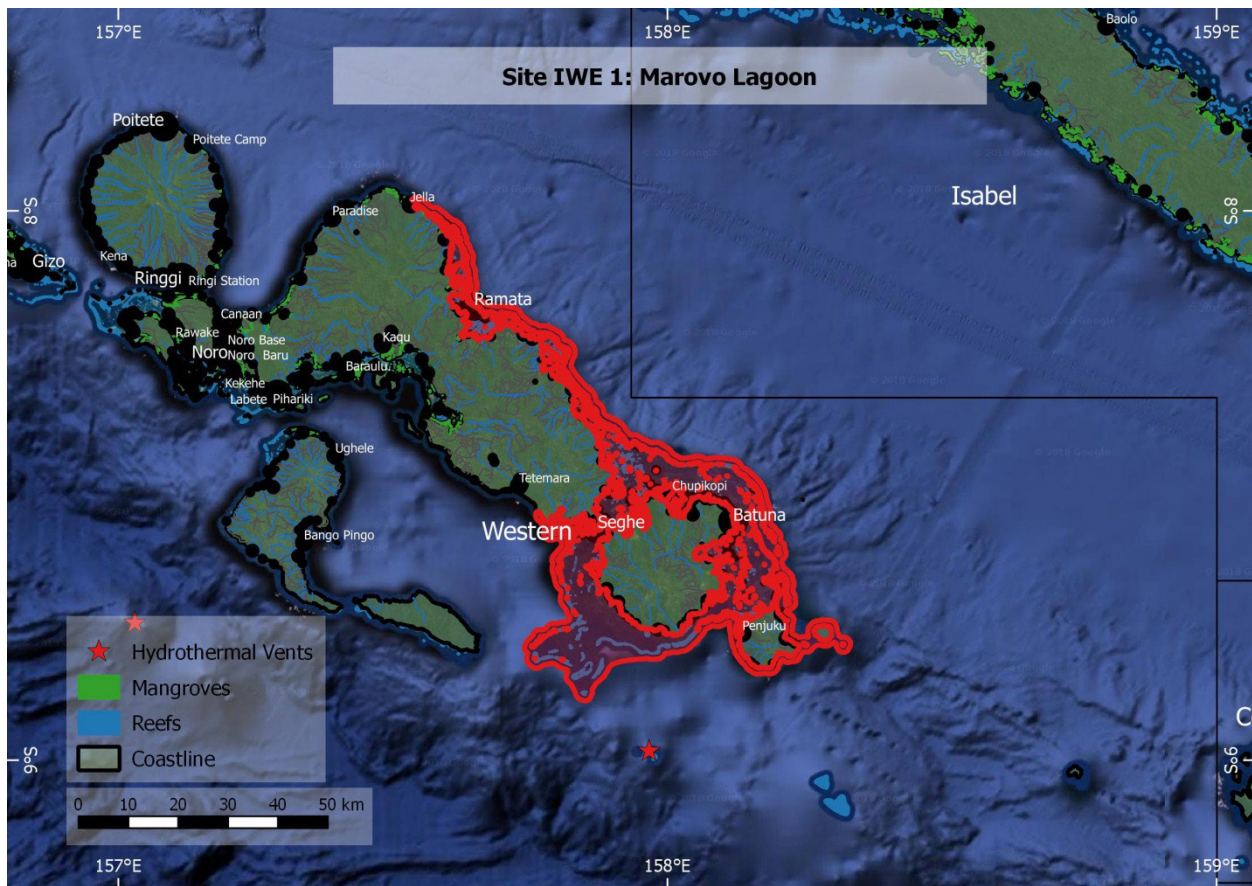 157°E
158°E
159°E
Baolo
Site IWE 1: Marovo Lagoon
Poitete
Poitete Camp
Isabel
Jella
Paradise
8°S
8°S
Gizo
Kena
Ringgi
Ringi Station
Ramata
Canaan
Rawake
Noro Base
Kaqu
Noro
Noro Baru
Baraulu
Kekehe
Labete
Pihariki
Ughele
Tetemara
Chupikopi
Western
Seghe
Batuna
Bango Pingo
Penjuku
Hydrothermal Vents
Mangroves
Reefs
Coastline
9°S
9°S
0 10 20 30 40 50 km
157°E
158°E
159°E